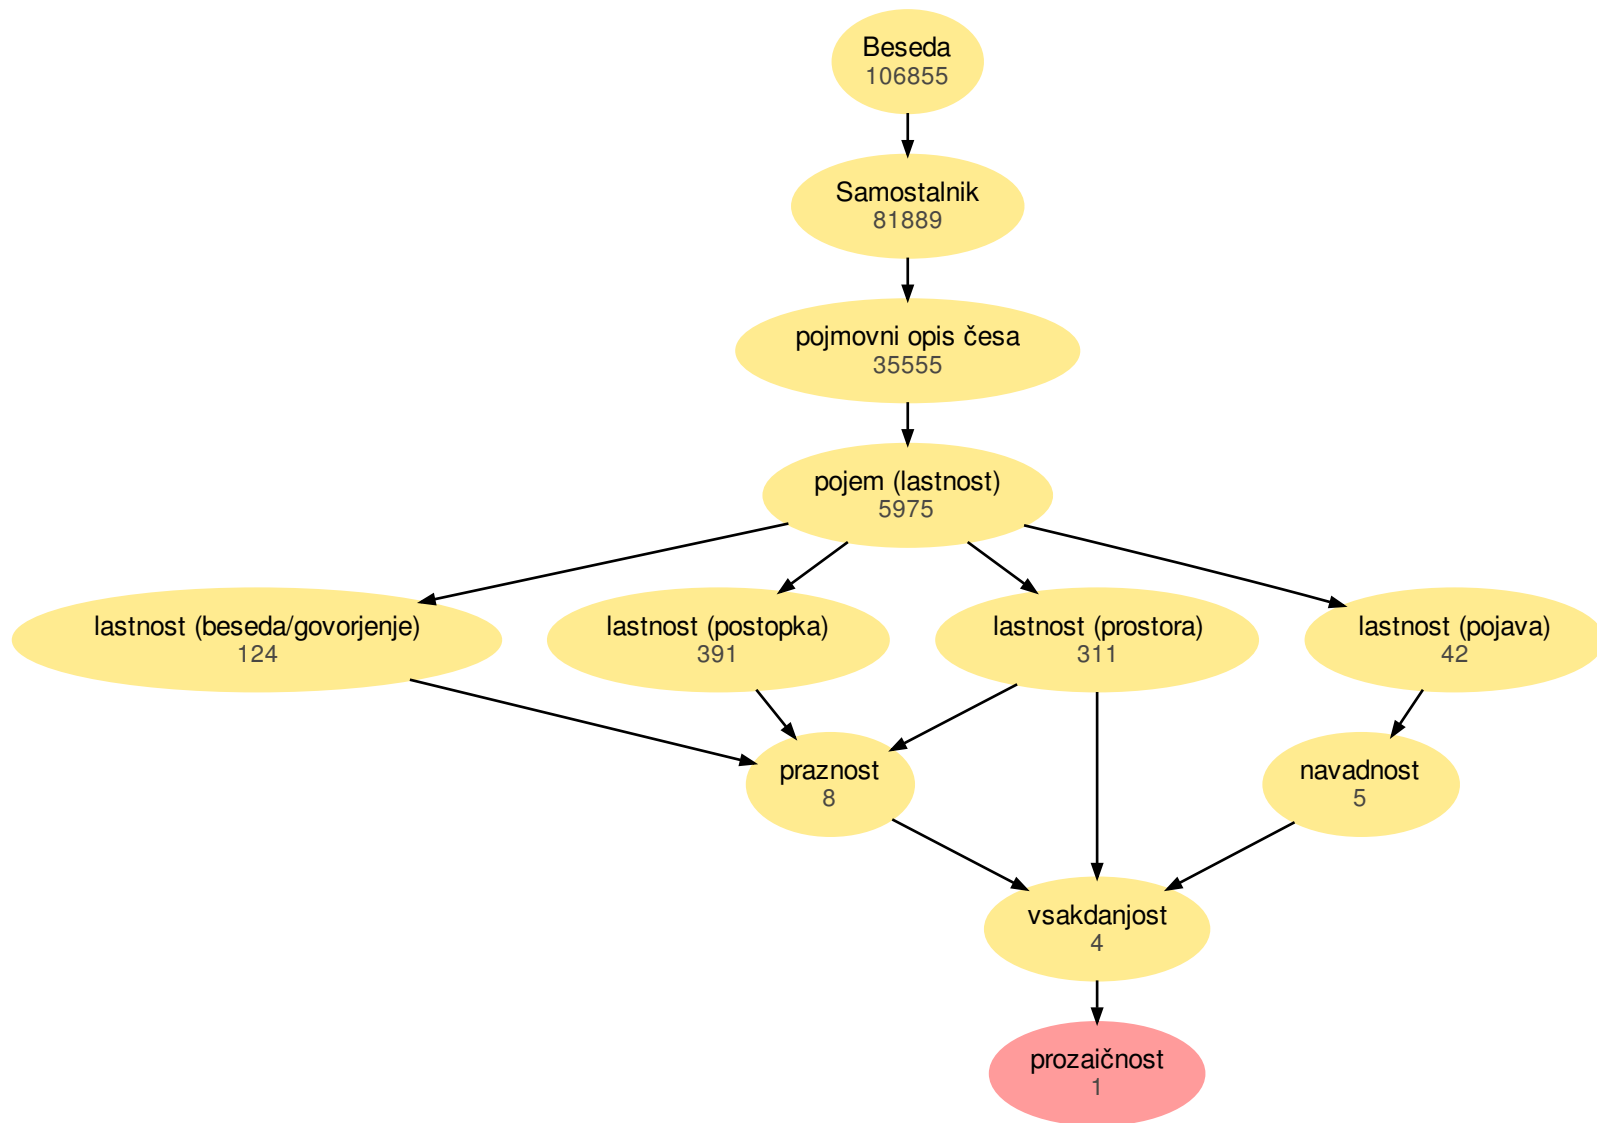 Beseda
106855
Samostalnik
81889
pojmovni opis česa
35555
pojem (lastnost)
5975
lastnost (beseda/govorjenje)
124
lastnost (postopka)
391
lastnost (prostora)
311
lastnost (pojava)
42
praznost
8
navadnost
5
vsakdanjost
4
prozaičnost
1